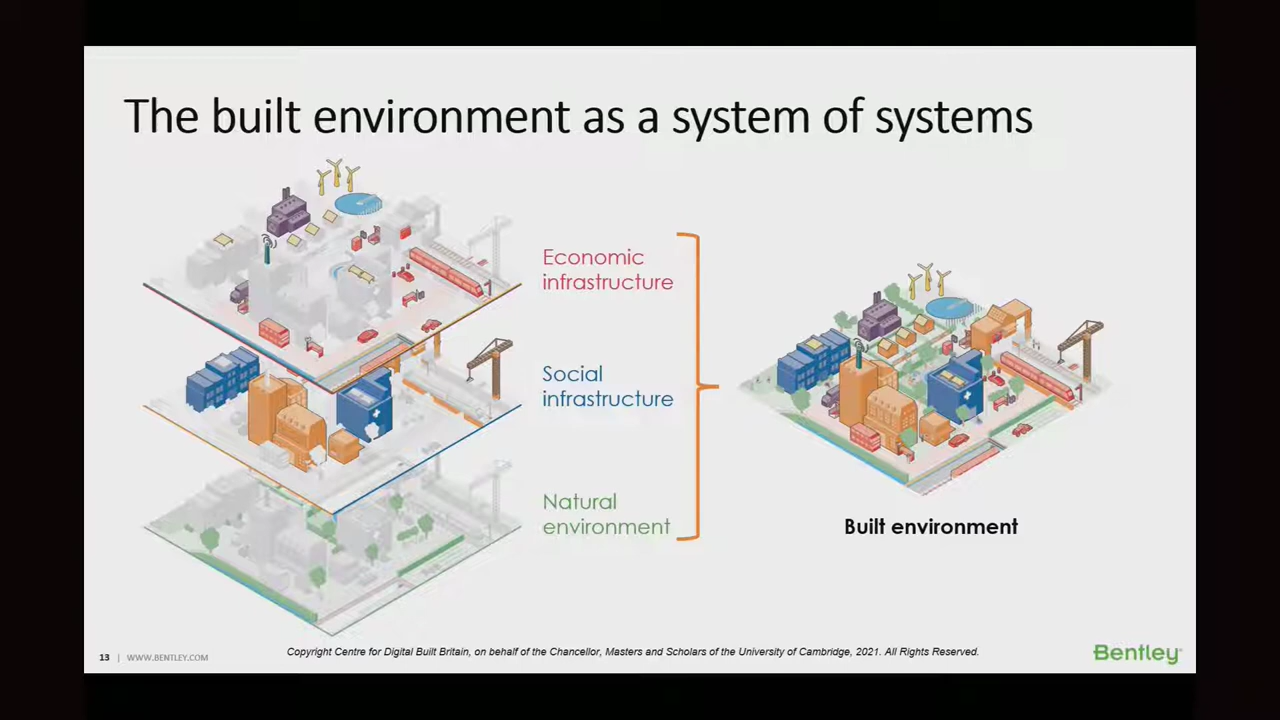 The built environment as a system of systems
Economic
infrastructure
Social
infrastructure
Natural
environment
Built environment
13 | WWW.BENTLEY.COM
Copyright Centre for Digital Built Britain, on behalf of the Chancellor, Masters and Scholars of the University of Cambridge, 2021. All Rights Reserved.
Bentley